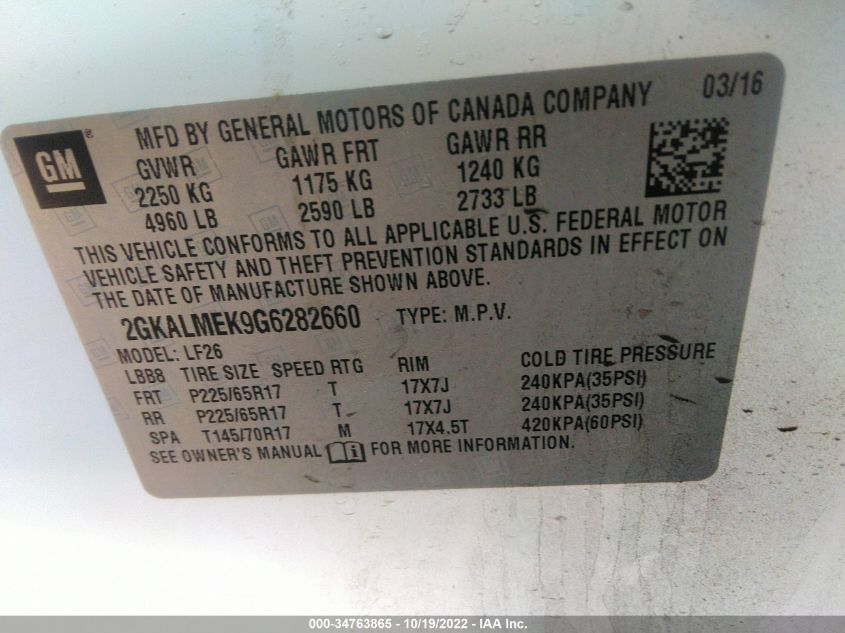 MFD BY GENERAL MOTORS OF CANADA COMPANY 03/16
GM ®
GVWR GAWR FRT GAWR RR
2250 KG 1175 KG 1240 KG
4960 LB 2590 LB 2733 LB
THIS VEHICLE CONFORMS TO ALL APPLICABLE U.S. FEDERAL MOTOR
VEHICLE SAFETY AND THEFT PREVENTION STANDARDS IN EFFECT ON
THE DATE OF MANUFACTURE SHOWN ABOVE.
2GKALMEK9G6282660 TYPE: M.P.V.
MODEL: LF26
LBB8 TIRE SIZE SPEED RTG RIM COLD TIRE PRESSURE
FRT P225/65R17 T 17X7J 240KPA(35PSI)
RR P225/65R17 T 17X7J 240KPA(35PSI)
SPA T145/70R17 M 17X4.5T 420KPA(60PSI)
SEE OWNER'S MANUAL i FOR MORE INFORMATION.
000-34763865 - 10/19/2022 - IAA Inc.